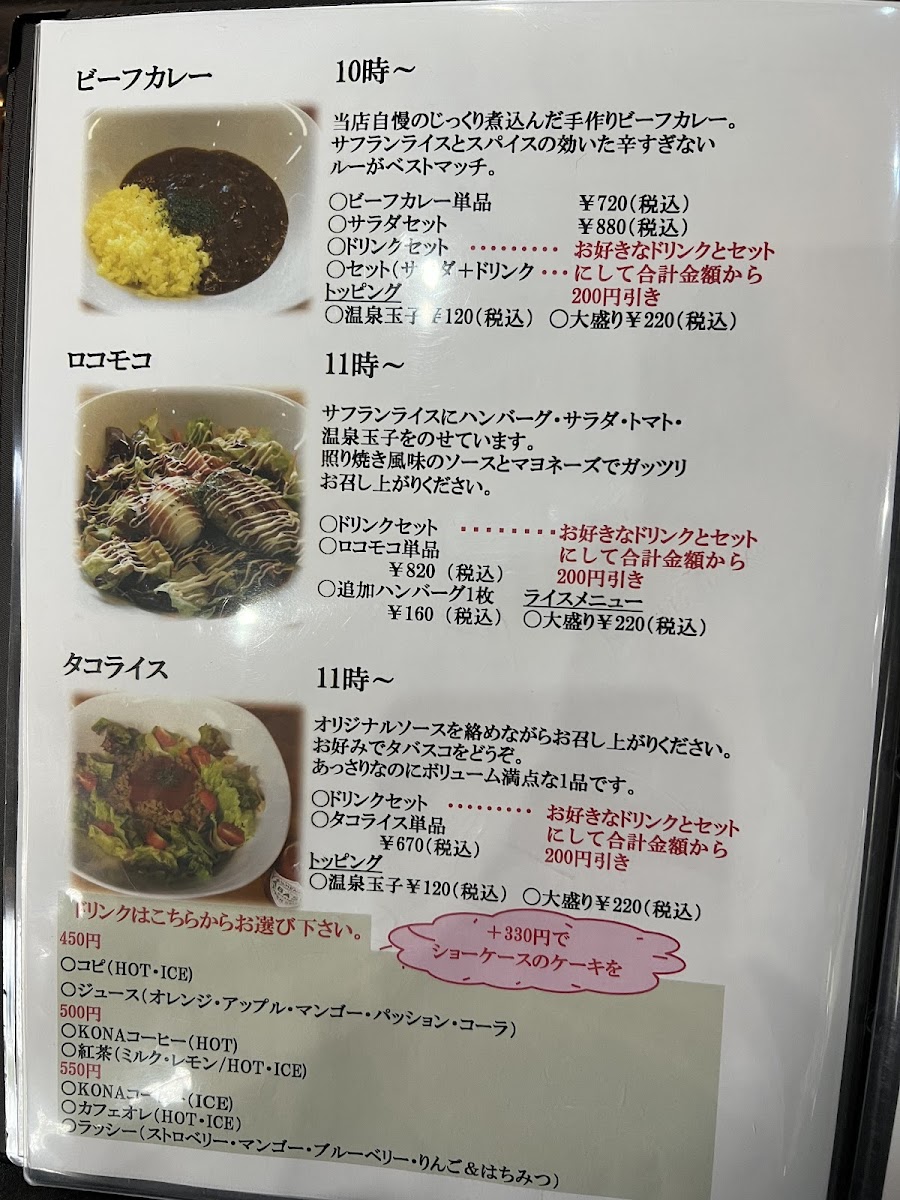 ビーフカレー 10時～
当店自慢のじっくり煮込んだ手作りビーフカレー。
サフランライスとスパイスの効いた辛すぎない
ルーがベストマッチ。
○ビーフカレー単品 ￥720(税込)
○サラダセット ￥880(税込)
○ドリンクセット ・・・・・・・・・ お好きなドリンクとセット
○セット(サラダ＋ドリンク ・・・ にして合計金額から
トッピング 200円引き
○温泉玉子￥120(税込) ○大盛り￥220(税込)
ロコモコ 11時～
サフランライスにハンバーグ・サラダ・トマト・
温泉玉子をのせています。
照り焼き風味のソースとマヨネーズでガッツリ
お召し上がりください。
○ドリンクセット ・・・・・・・・・ お好きなドリンクとセット
○ロコモコ単品 にして合計金額から
￥820 (税込) 200円引き
○追加ハンバーグ1枚 ライスメニュー
￥160 (税込) ○大盛り￥220(税込)
タコライス 11時～
オリジナルソースを絡めながらお召し上がりください。
お好みでタバスコをどうぞ。
あっさりなのにボリューム満点な1品です。
○ドリンクセット ・・・・・・・・・ お好きなドリンクとセット
○タコライス単品 にして合計金額から
￥670(税込) 200円引き
トッピング
○温泉玉子￥120(税込) ○大盛り￥220(税込)
ドリンクはこちらからお選び下さい。
＋330円で
ショーケースのケーキを
450円
○コピ(HOT・ICE)
○ジュース(オレンジ・アップル・マンゴー・パッション・コーラ)
500円
○KONAコーヒー(HOT)
○紅茶(ミルク・レモン/HOT・ICE)
550円
○KONAコーヒー(ICE)
○カフェオレ(HOT・ICE)
○ラッシー(ストロベリー・マンゴー・ブルーベリー・りんご＆はちみつ)